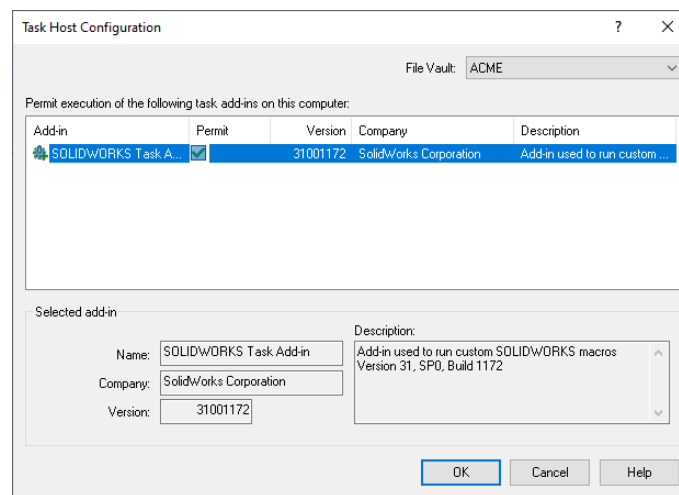 Task Host Configuration
File Vault: ACME
Permit execution of the following task add-ins on this computer:
Add-in Permit Version Company Description
SOLIDWORKS Task A... 31001172 SolidWorks Corporation Add-in used to run custom ...
Selected add-in
Description:
Name: SOLIDWORKS Task Add-in
Add-in used to run custom SOLIDWORKS macros
Version 31, SP0, Build 1172
Company: SolidWorks Corporation
Version: 31001172
OK Cancel Help